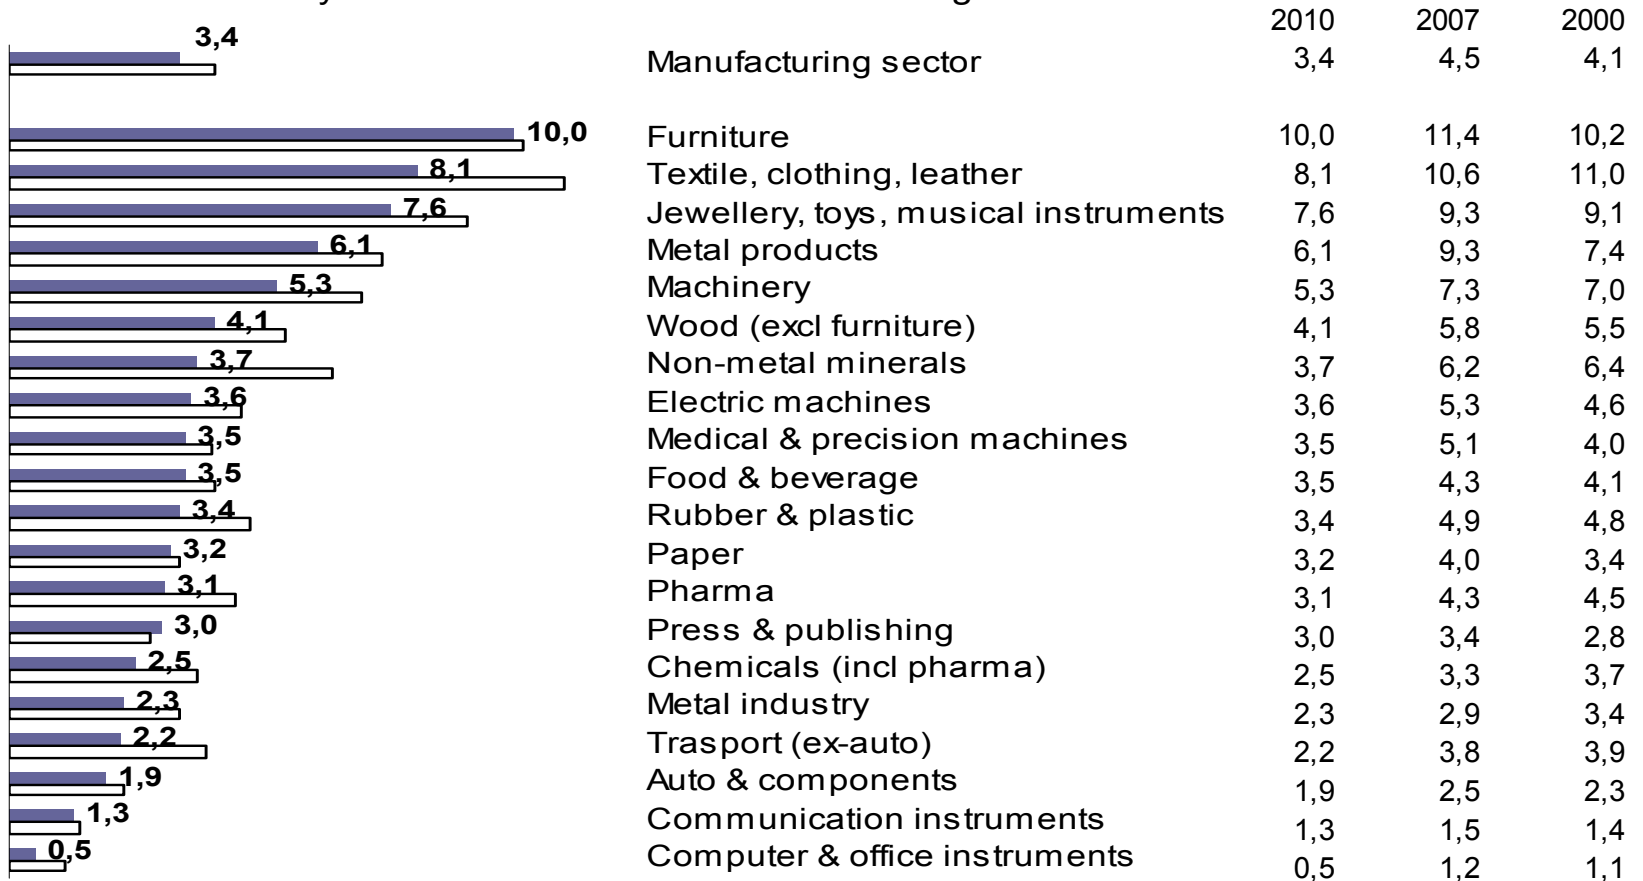 2010 2007 2000
3,4 Manufacturing sector 3,4 4,5 4,1
10,0 Furniture 10,0 11,4 10,2
8,1 Textile, clothing, leather 8,1 10,6 11,0
7,6 Jewellery, toys, musical instruments 7,6 9,3 9,1
6,1 Metal products 6,1 9,3 7,4
5,3 Machinery 5,3 7,3 7,0
4,1 Wood (excl furniture) 4,1 5,8 5,5
3,7 Non-metal minerals 3,7 6,2 6,4
3,6 Electric machines 3,6 5,3 4,6
3,5 Medical & precision machines 3,5 5,1 4,0
3,5 Food & beverage 3,5 4,3 4,1
3,4 Rubber & plastic 3,4 4,9 4,8
3,2 Paper 3,2 4,0 3,4
3,1 Pharma 3,1 4,3 4,5
3,0 Press & publishing 3,0 3,4 2,8
2,5 Chemicals (incl pharma) 2,5 3,3 3,7
2,3 Metal industry 2,3 2,9 3,4
2,2 Trasport (ex-auto) 2,2 3,8 3,9
1,9 Auto & components 1,9 2,5 2,3
1,3 Communication instruments 1,3 1,5 1,4
0,5 Computer & office instruments 0,5 1,2 1,1